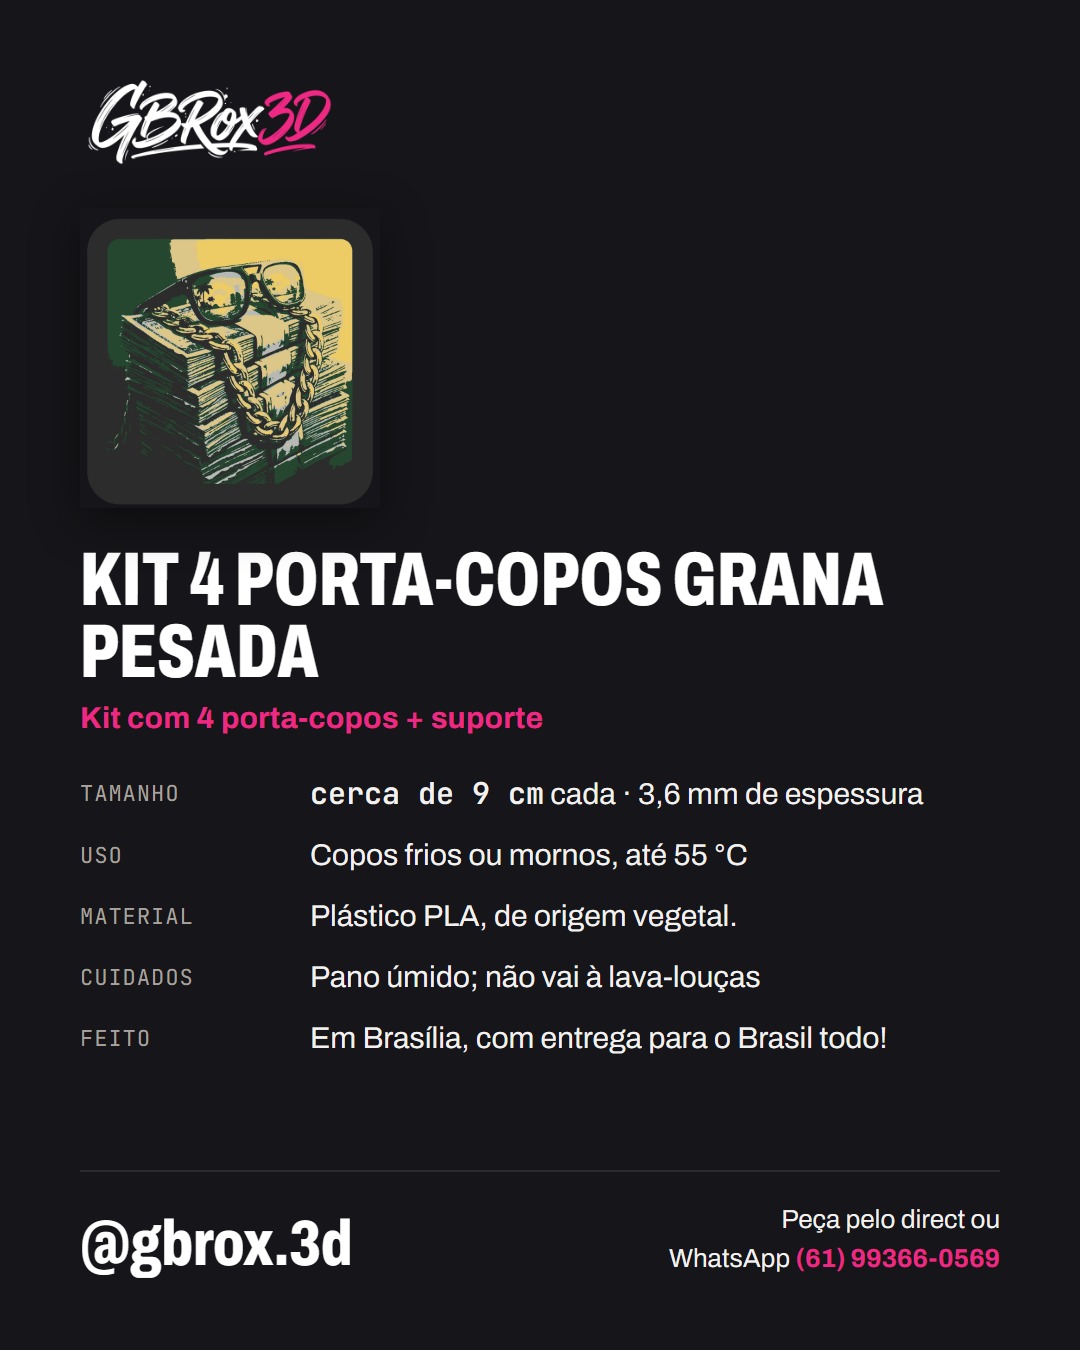 GBRox3D
KIT 4 PORTA-COPOS GRANA
PESADA
Kit com 4 porta-copos + suporte
TAMANHO cerca de 9 cm cada · 3,6 mm de espessura
USO Copos frios ou mornos, até 55 °C
MATERIAL Plástico PLA, de origem vegetal.
CUIDADOS Pano úmido; não vai à lava-louças
FEITO Em Brasília, com entrega para o Brasil todo!
@gbrox.3d
Peça pelo direct ou
WhatsApp (61) 99366-0569